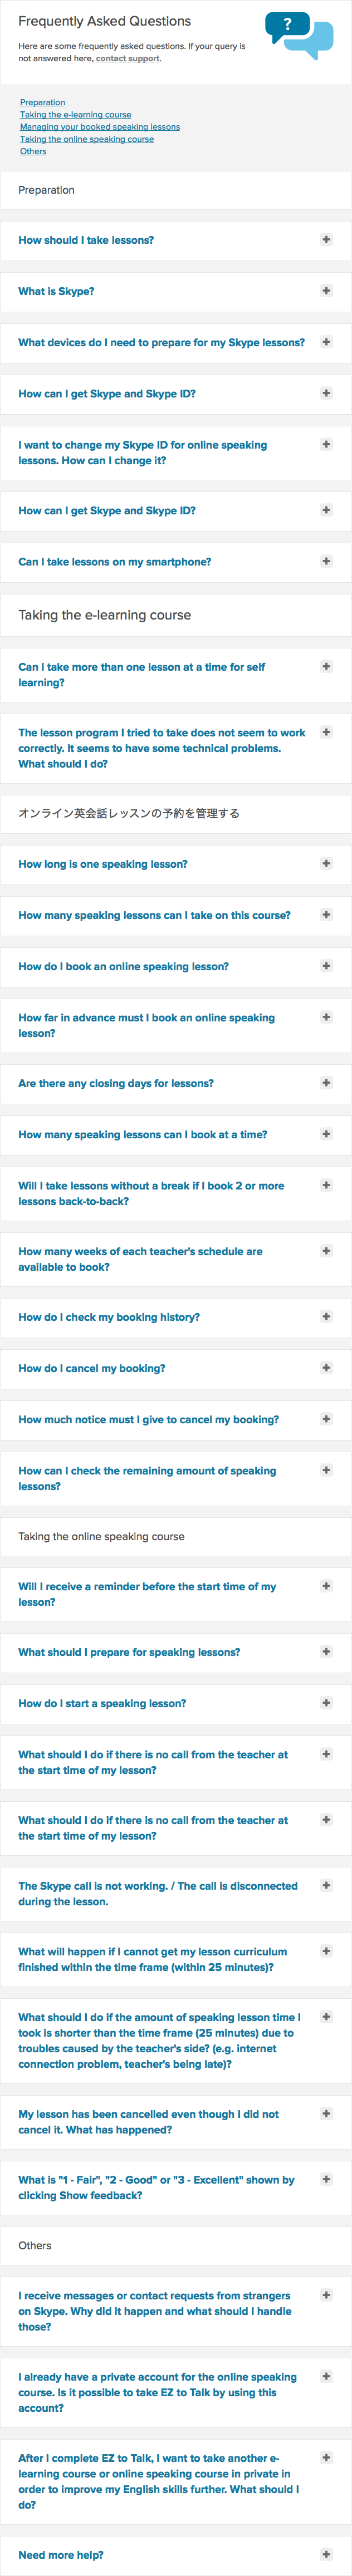 Frequently Asked Questions
?
Here are some frequently asked questions. If your query is
not answered here, contact support.
Preparation
Taking the e-learning course
Managing your booked speaking lessons
Taking the online speaking course
Others
Preparation
How should I take lessons?
What is Skype?
What devices do I need to prepare for my Skype lessons?
How can I get Skype and Skype ID?
I want to change my Skype ID for online speaking
lessons. How can I change it?
How can I get Skype and Skype ID?
Can I take lessons on my smartphone?
Taking the e-learning course
Can I take more than one lesson at a time for self
learning?
The lesson program I tried to take does not seem to work
correctly. It seems to have some technical problems.
What should I do?
オンライン英会話レッスンの予約を管理する
How long is one speaking lesson?
How many speaking lessons can I take on this course?
How do I book an online speaking lesson?
How far in advance must I book an online speaking
lesson?
Are there any closing days for lessons?
How many speaking lessons can I book at a time?
Will I take lessons without a break if I book 2 or more
lessons back-to-back?
How many weeks of each teacher's schedule are
available to book?
How do I check my booking history?
How do I cancel my booking?
How much notice must I give to cancel my booking?
How can I check the remaining amount of speaking
lessons?
Taking the online speaking course
Will I receive a reminder before the start time of my
lesson?
What should I prepare for speaking lessons?
How do I start a speaking lesson?
What should I do if there is no call from the teacher at
the start time of my lesson?
What should I do if there is no call from the teacher at
the start time of my lesson?
The Skype call is not working. / The call is disconnected
during the lesson.
What will happen if I cannot get my lesson curriculum
finished within the time frame (within 25 minutes)?
What should I do if the amount of speaking lesson time I
took is shorter than the time frame (25 minutes) due to
troubles caused by the teacher's side? (e.g. internet
connection problem, teacher's being late)?
My lesson has been cancelled even though I did not
cancel it. What has happened?
What is "1 - Fair", "2 - Good" or "3 - Excellent" shown by
clicking Show feedback?
Others
I receive messages or contact requests from strangers
on Skype. Why did it happen and what should I handle
those?
I already have a private account for the online speaking
course. Is it possible to take EZ to Talk by using this
account?
After I complete EZ to Talk, I want to take another e-
learning course or online speaking course in private in
order to improve my English skills further. What should I
do?
Need more help?